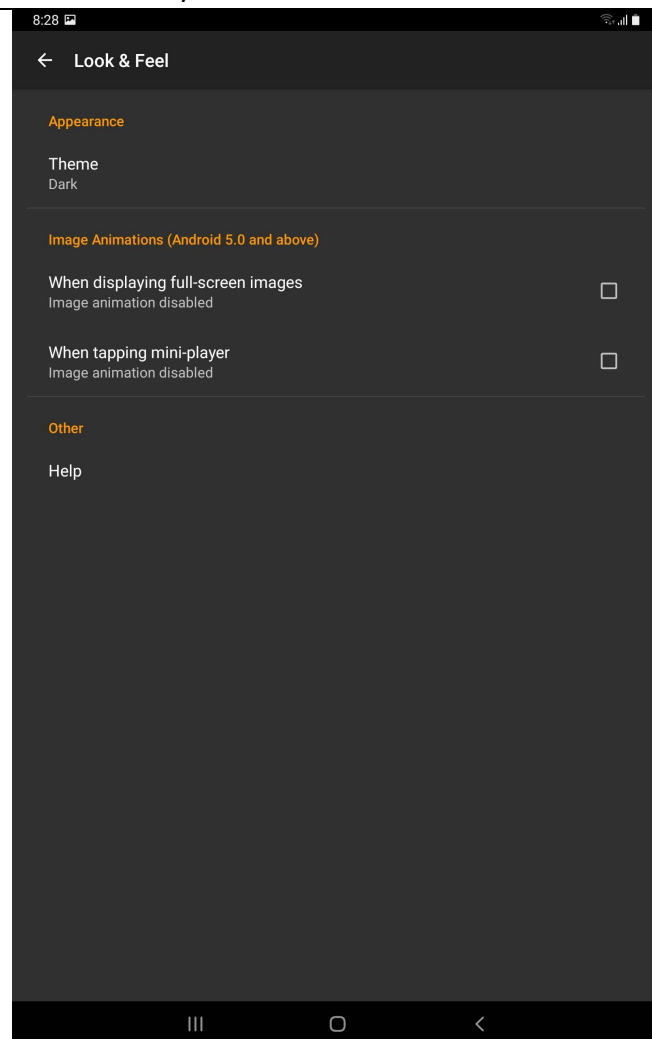 8:28
Look & Feel
Appearance
Theme
Dark
Image Animations (Android 5.0 and above)
When displaying full-screen images
Image animation disabled
When tapping mini-player
Image animation disabled
Other
Help